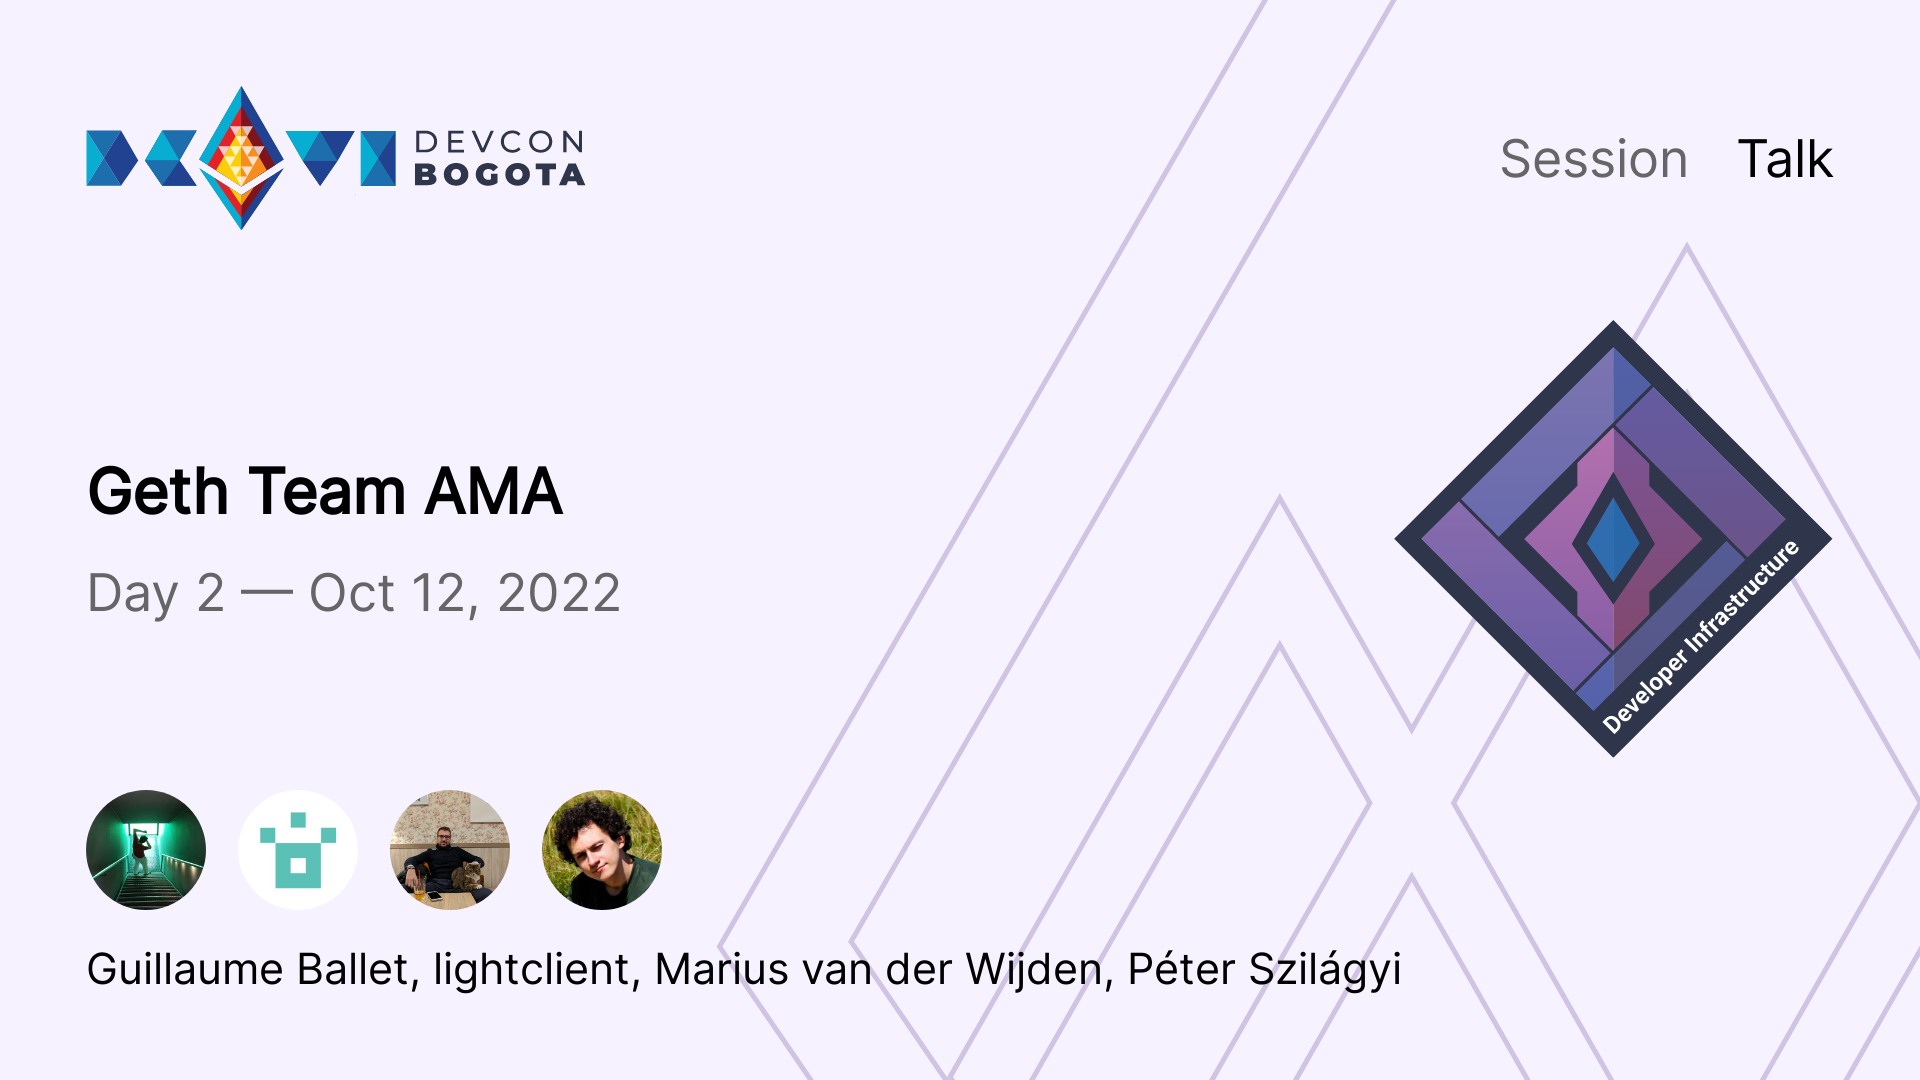 DEVCON
BOGOTA
Session Talk
Geth Team AMA
Day 2 — Oct 12, 2022
Developer Infrastructure
Guillaume Ballet, lightclient, Marius van der Wijden, Péter Szilágyi